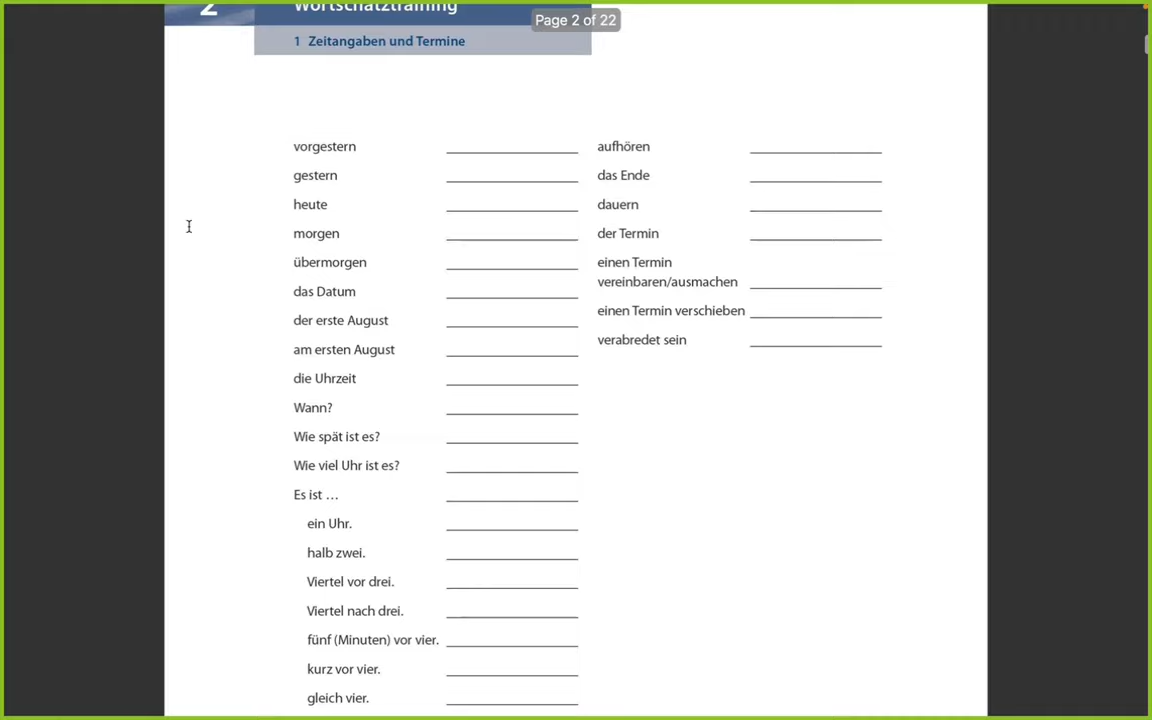 2 Wortschatztraining
Page 2 of 22
1 Zeitangaben und Termine
vorgestern
gestern
heute
morgen
übermorgen
das Datum
der erste August
am ersten August
die Uhrzeit
Wann?
Wie spät ist es?
Wie viel Uhr ist es?
Es ist …
ein Uhr.
halb zwei.
Viertel vor drei.
Viertel nach drei.
fünf (Minuten) vor vier.
kurz vor vier.
gleich vier.
aufhören
das Ende
dauern
der Termin
einen Termin
vereinbaren/ausmachen
einen Termin verschieben
verabredet sein